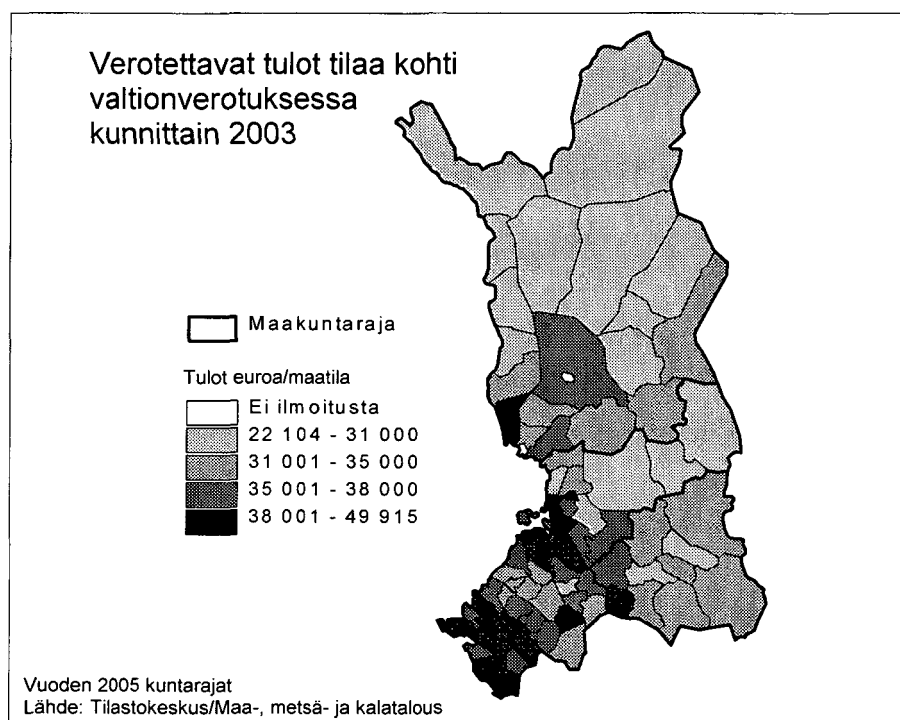 Verotettavat tulot tilaa kohti
valtionverotuksessa
kunnittain 2003
Maakuntaraja
Tulot euroa/maatila
Ei ilmoitusta
22 104 - 31 000
31 001 - 35 000
35 001 - 38 000
38 001 - 49 915
Vuoden 2005 kuntarajat
Lähde: Tilastokeskus/Maa-, metsä- ja kalatalous